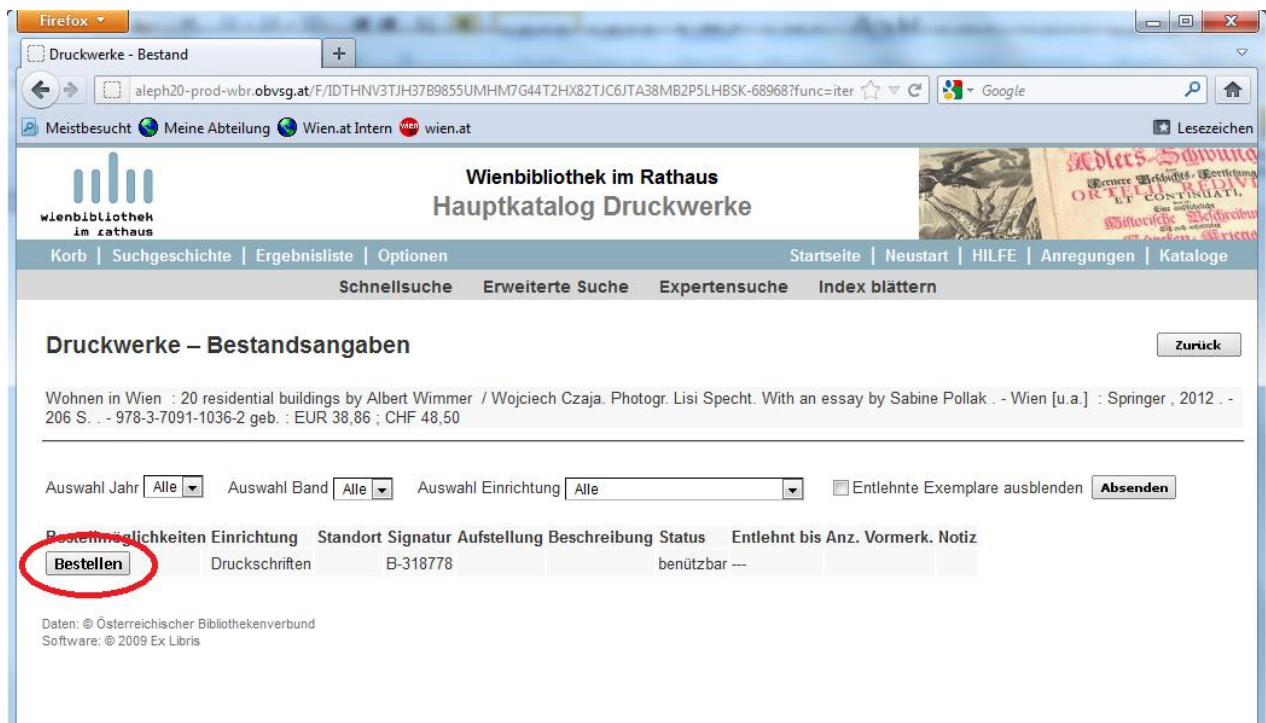 Firefox
Druckwerke - Bestand
aleph20-prod-wbr.obvsg.at/F/IDTHNV3TJH37B9855UMHM7G44T2HX82TJC6JTA38MB2P5LHBSK-68968?func=iter
Google
Meistbesucht Meine Abteilung Wien.at Intern wien.at
Lesezeichen
wienbibliothek
im rathaus
Wienbibliothek im Rathaus
Hauptkatalog Druckwerke
ORTELII REDIVI
ET CONTINUATI,
Korb | Suchgeschichte | Ergebnisliste | Optionen
Startseite | Neustart | HILFE | Anregungen | Kataloge
Schnellsuche Erweiterte Suche Expertensuche Index blättern
Druckwerke – Bestandsangaben
Zurück
Wohnen in Wien : 20 residential buildings by Albert Wimmer / Wojciech Czaja. Photogr. Lisi Specht. With an essay by Sabine Pollak . - Wien [u.a.] : Springer , 2012 . -
206 S. . - 978-3-7091-1036-2 geb. : EUR 38,86 ; CHF 48,50
Auswahl Jahr Alle Auswahl Band Alle Auswahl Einrichtung Alle Entlehnte Exemplare ausblenden Absenden
Bestellmöglichkeiten Einrichtung Standort Signatur Aufstellung Beschreibung Status Entlehnt bis Anz. Vormerk. Notiz
Bestellen Druckschriften B-318778 benützbar ---
Daten: © Österreichischer Bibliothekenverbund
Software: © 2009 Ex Libris